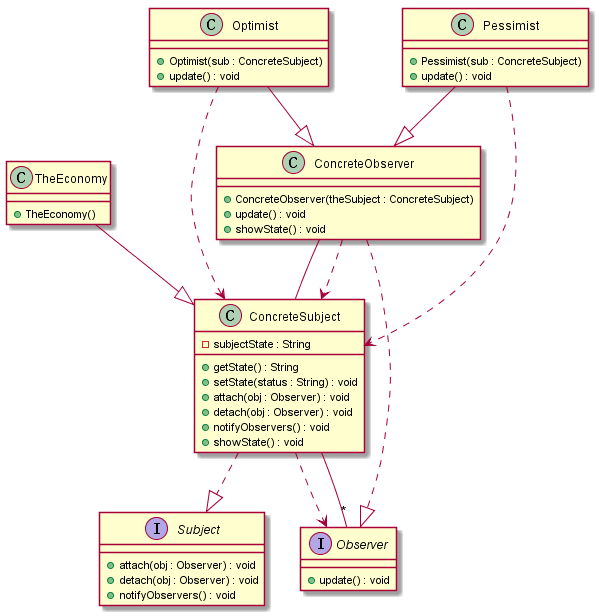 C Optimist
Optimist(sub : ConcreteSubject)
update() : void
C Pessimist
Pessimist(sub : ConcreteSubject)
update() : void
C TheEconomy
TheEconomy()
C ConcreteObserver
ConcreteObserver(theSubject : ConcreteSubject)
update() : void
showState() : void
C ConcreteSubject
subjectState : String
getState() : String
setState(status : String) : void
attach(obj : Observer) : void
detach(obj : Observer) : void
notifyObservers() : void
showState() : void
*
I Subject
attach(obj : Observer) : void
detach(obj : Observer) : void
notifyObservers() : void
I Observer
update() : void